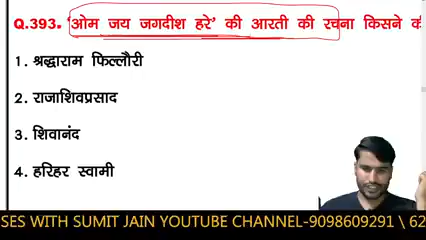 Q.393. 'ओम जय जगदीश हरे' की आरती की रचना किसने की
1. श्रद्धाराम फिल्लौरी
2. राजाशिवप्रसाद
3. शिवानंद
4. हरिहर स्वामी
SES WITH SUMIT JAIN YOUTUBE CHANNEL-9098609291 \ 62